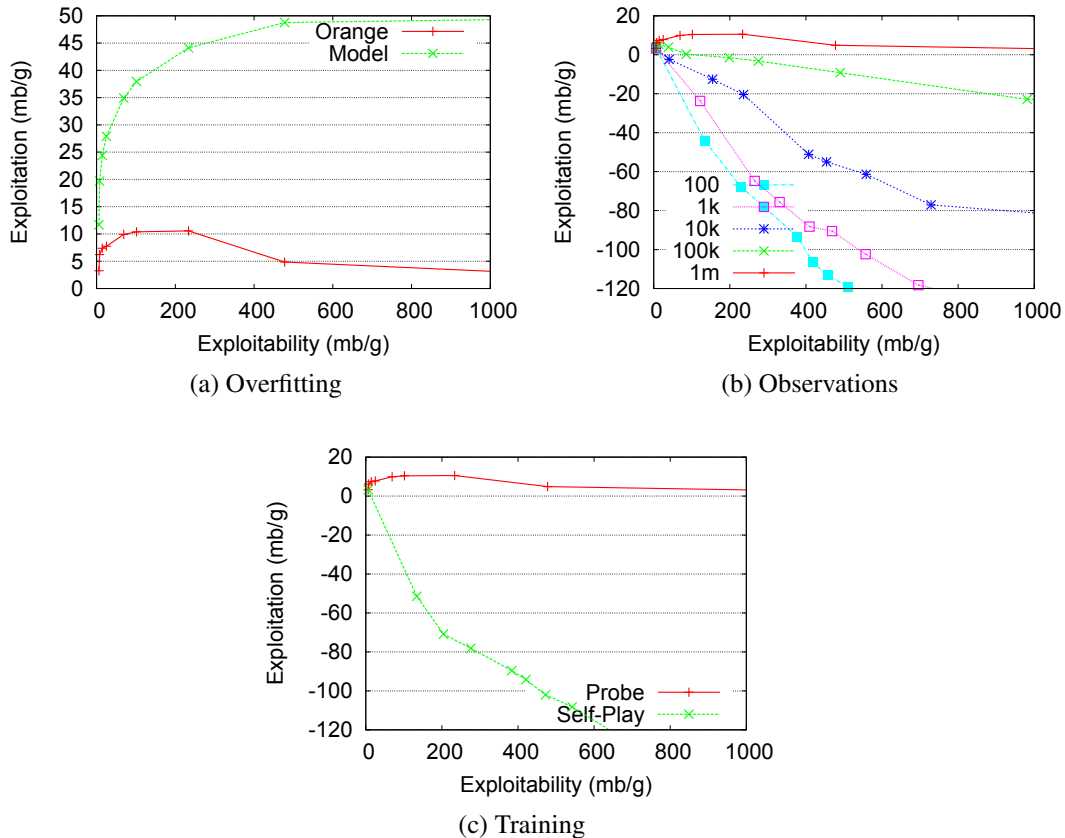 50
45
40
35
30
25
20
15
10
5
0
Exploitation (mb/g)
Orange
Model
0 200 400 600 800 1000
Exploitability (mb/g)
(a) Overfitting
20
0
-20
-40
-60
-80
-100
-120
Exploitation (mb/g)
100
1k
10k
100k
1m
0 200 400 600 800 1000
Exploitability (mb/g)
(b) Observations
20
0
-20
-40
-60
-80
-100
-120
Exploitation (mb/g)
Probe
Self-Play
0 200 400 600 800 1000
Exploitability (mb/g)
(c) Training